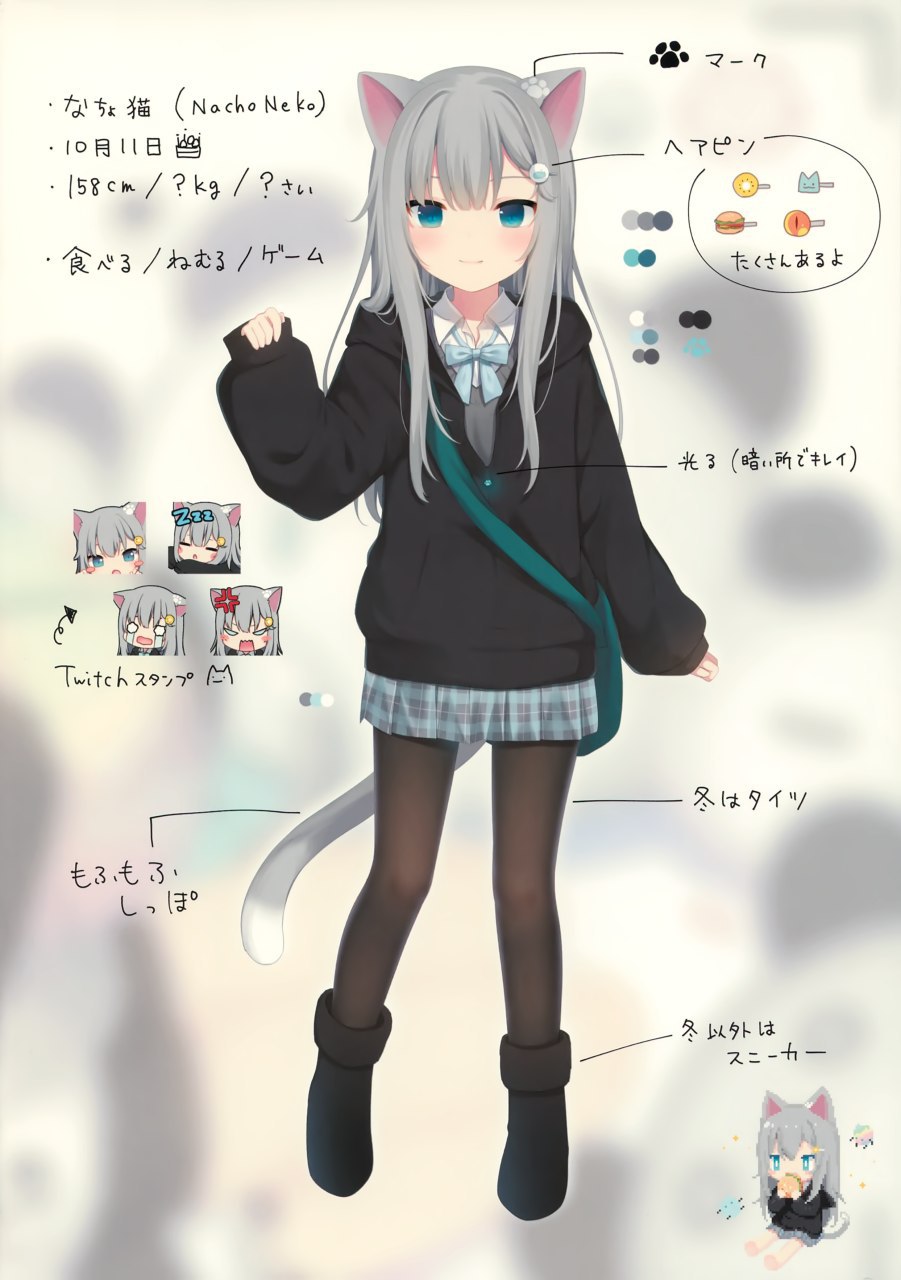 ・なちょ猫 (Nacho Neko)
・10月11日
・158cm / ?kg / ?さい
・食べる / ねむる / ゲーム
マーク
ヘアピン
たくさんあるよ
光る (暗い所でキレイ)
Zzz
Twitchスタンプ
冬はタイツ
もふもふ
しっぽ
冬以外は
スニーカー